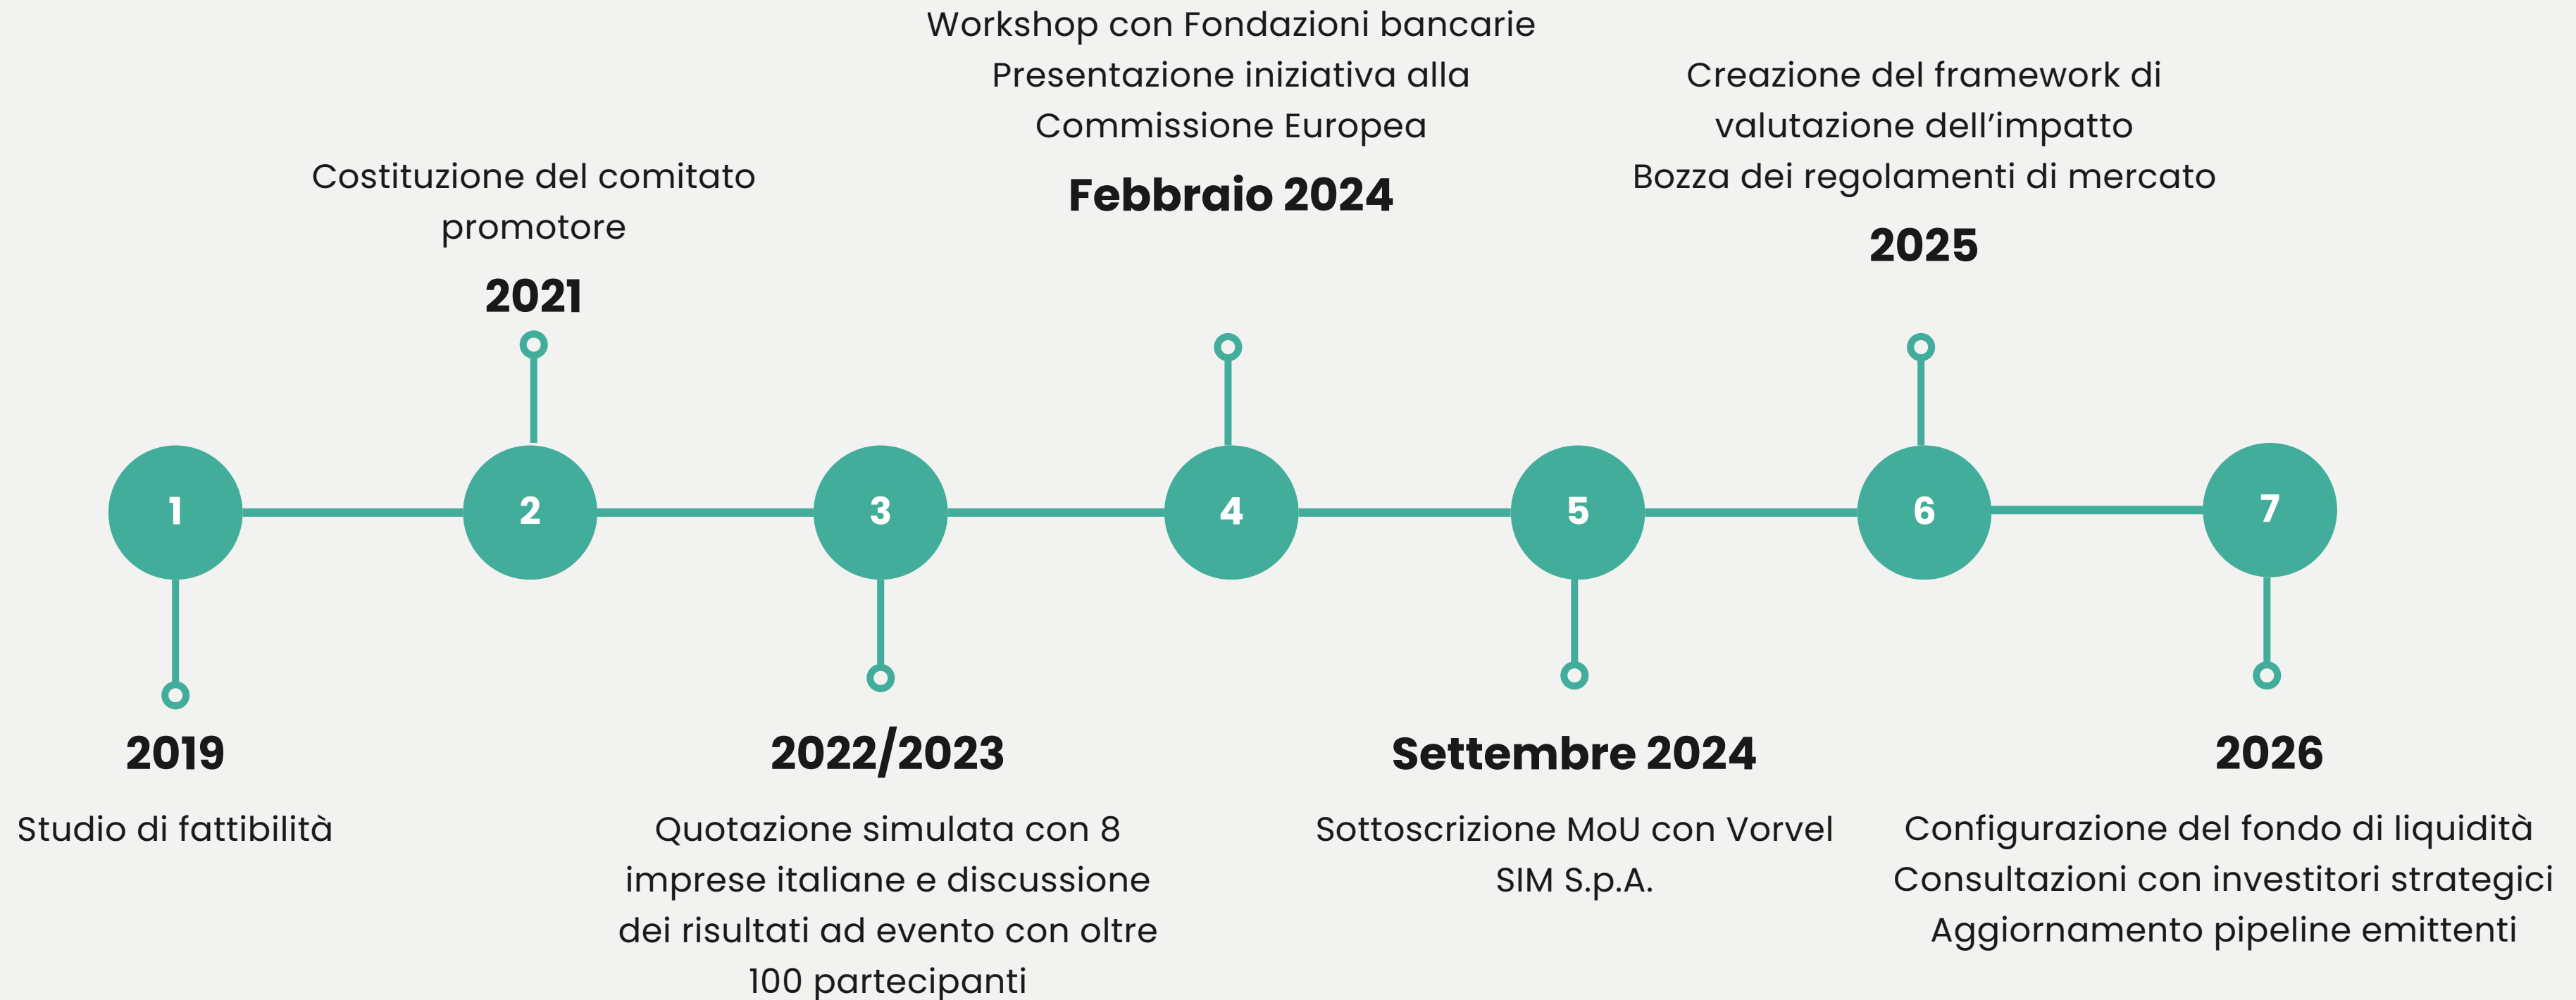 1
2019
Studio di fattibilità
Costituzione del comitato
promotore
2021
2
3
2022/2023
Quotazione simulata con 8
imprese italiane e discussione
dei risultati ad evento con oltre
100 partecipanti
Workshop con Fondazioni bancarie
Presentazione iniziativa alla
Commissione Europea
Febbraio 2024
4
5
Settembre 2024
Sottoscrizione MoU con Vorvel
SIM S.p.A.
Creazione del framework di
valutazione dell’impatto
Bozza dei regolamenti di mercato
2025
6
7
2026
Configurazione del fondo di liquidità
Consultazioni con investitori strategici
Aggiornamento pipeline emittenti